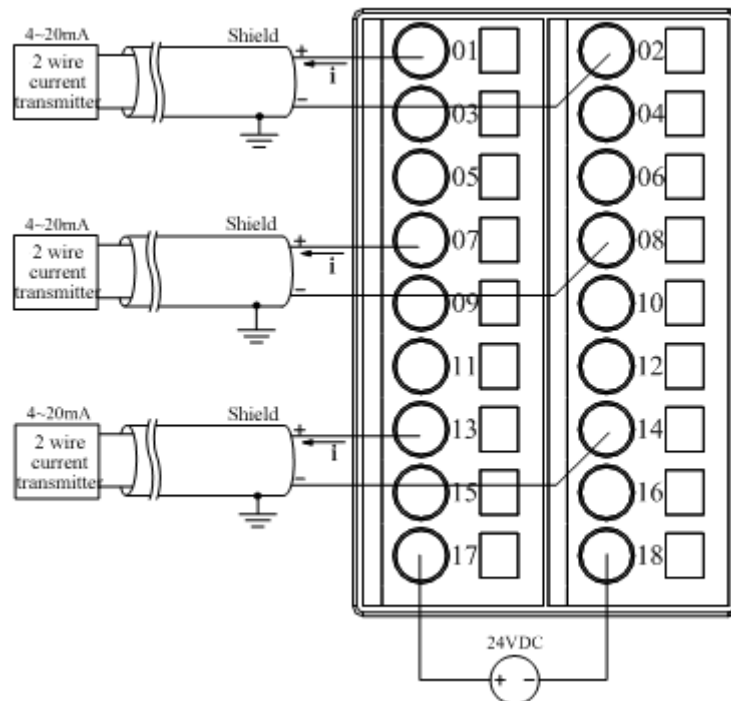 4~20mA
2 wire
current
transmitter
Shield
+
i
−
01
02
03
04
05
06
4~20mA
2 wire
current
transmitter
Shield
+
i
−
07
08
09
10
11
12
4~20mA
2 wire
current
transmitter
Shield
+
i
−
13
14
15
16
17
18
24VDC
+ −